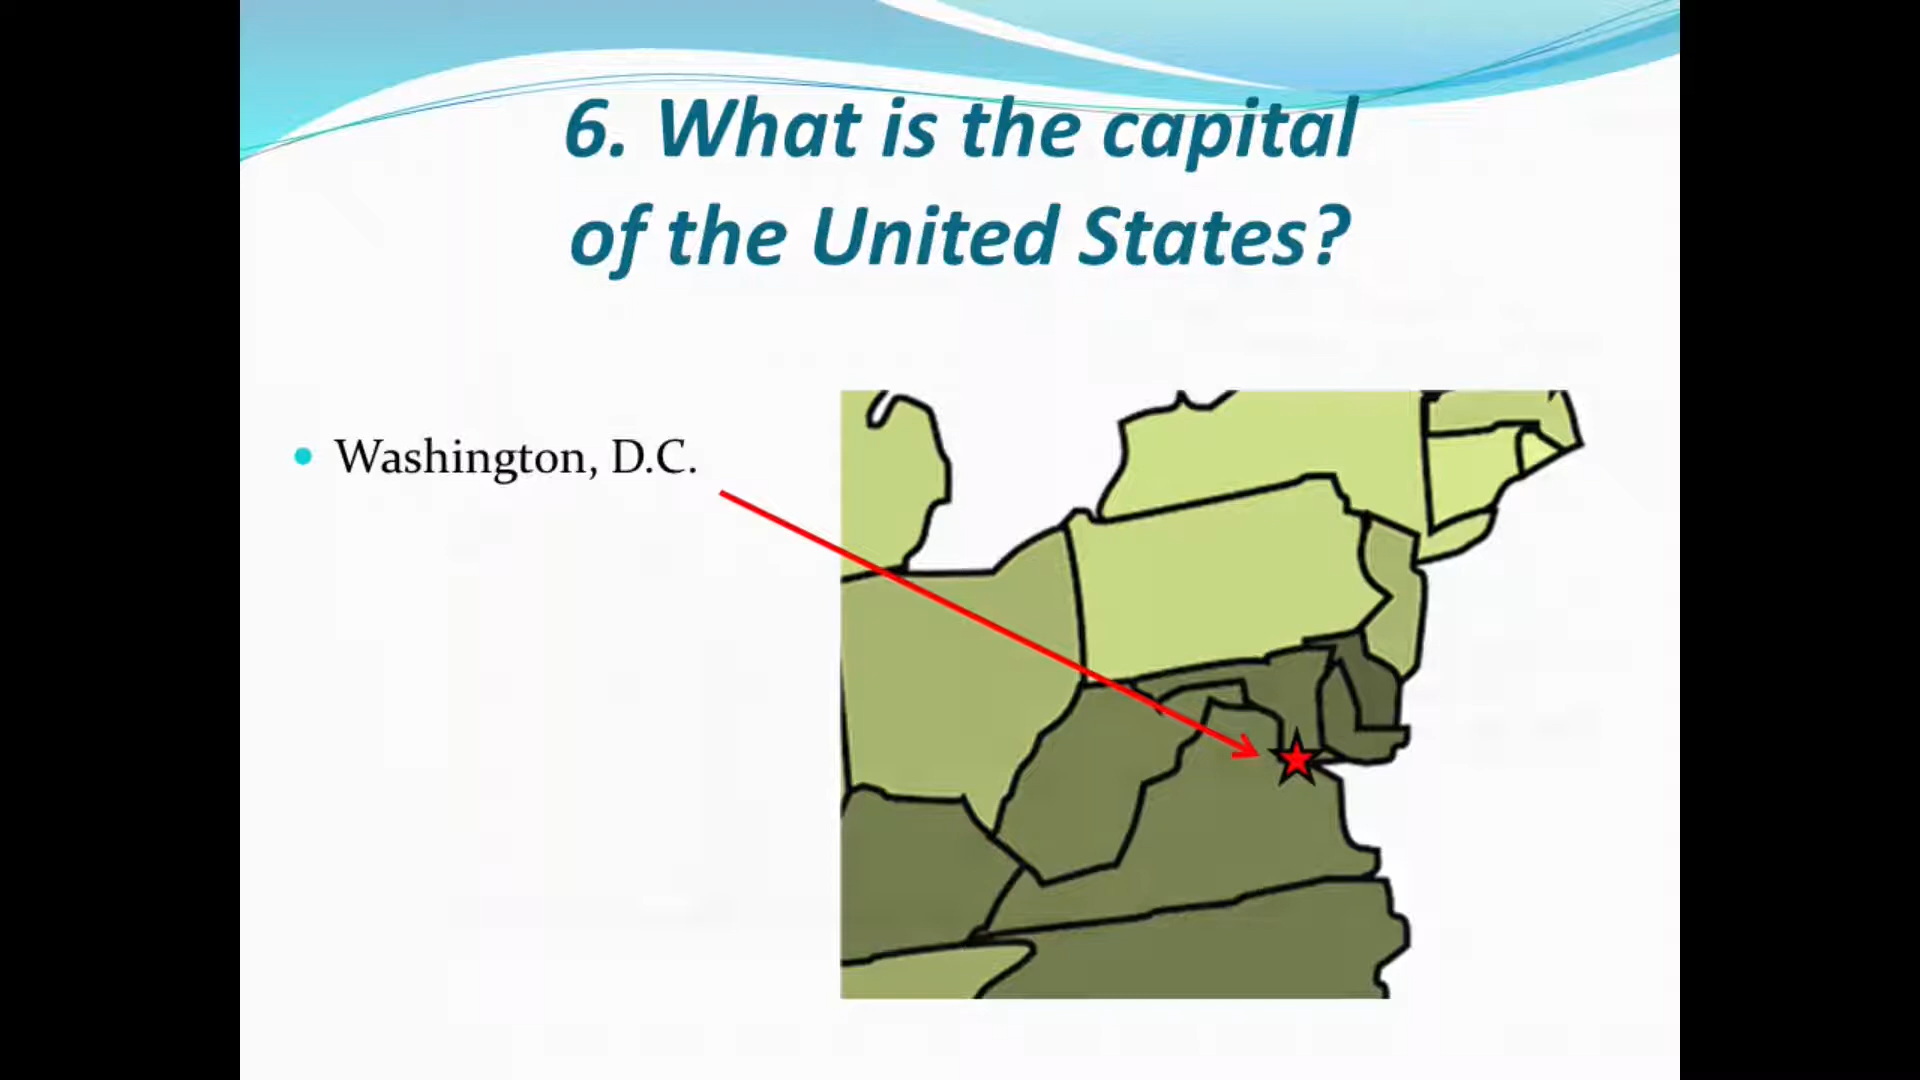 6. What is the capital
of the United States?
Washington, D.C.